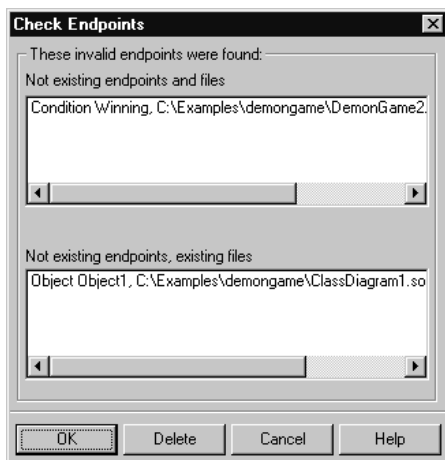 Check Endpoints
These invalid endpoints were found:
Not existing endpoints and files
Condition Winning, C:\Examples\demongame\DemonGame2.
Not existing endpoints, existing files
Object Object1, C:\Examples\demongame\ClassDiagram1.so
OK Delete Cancel Help